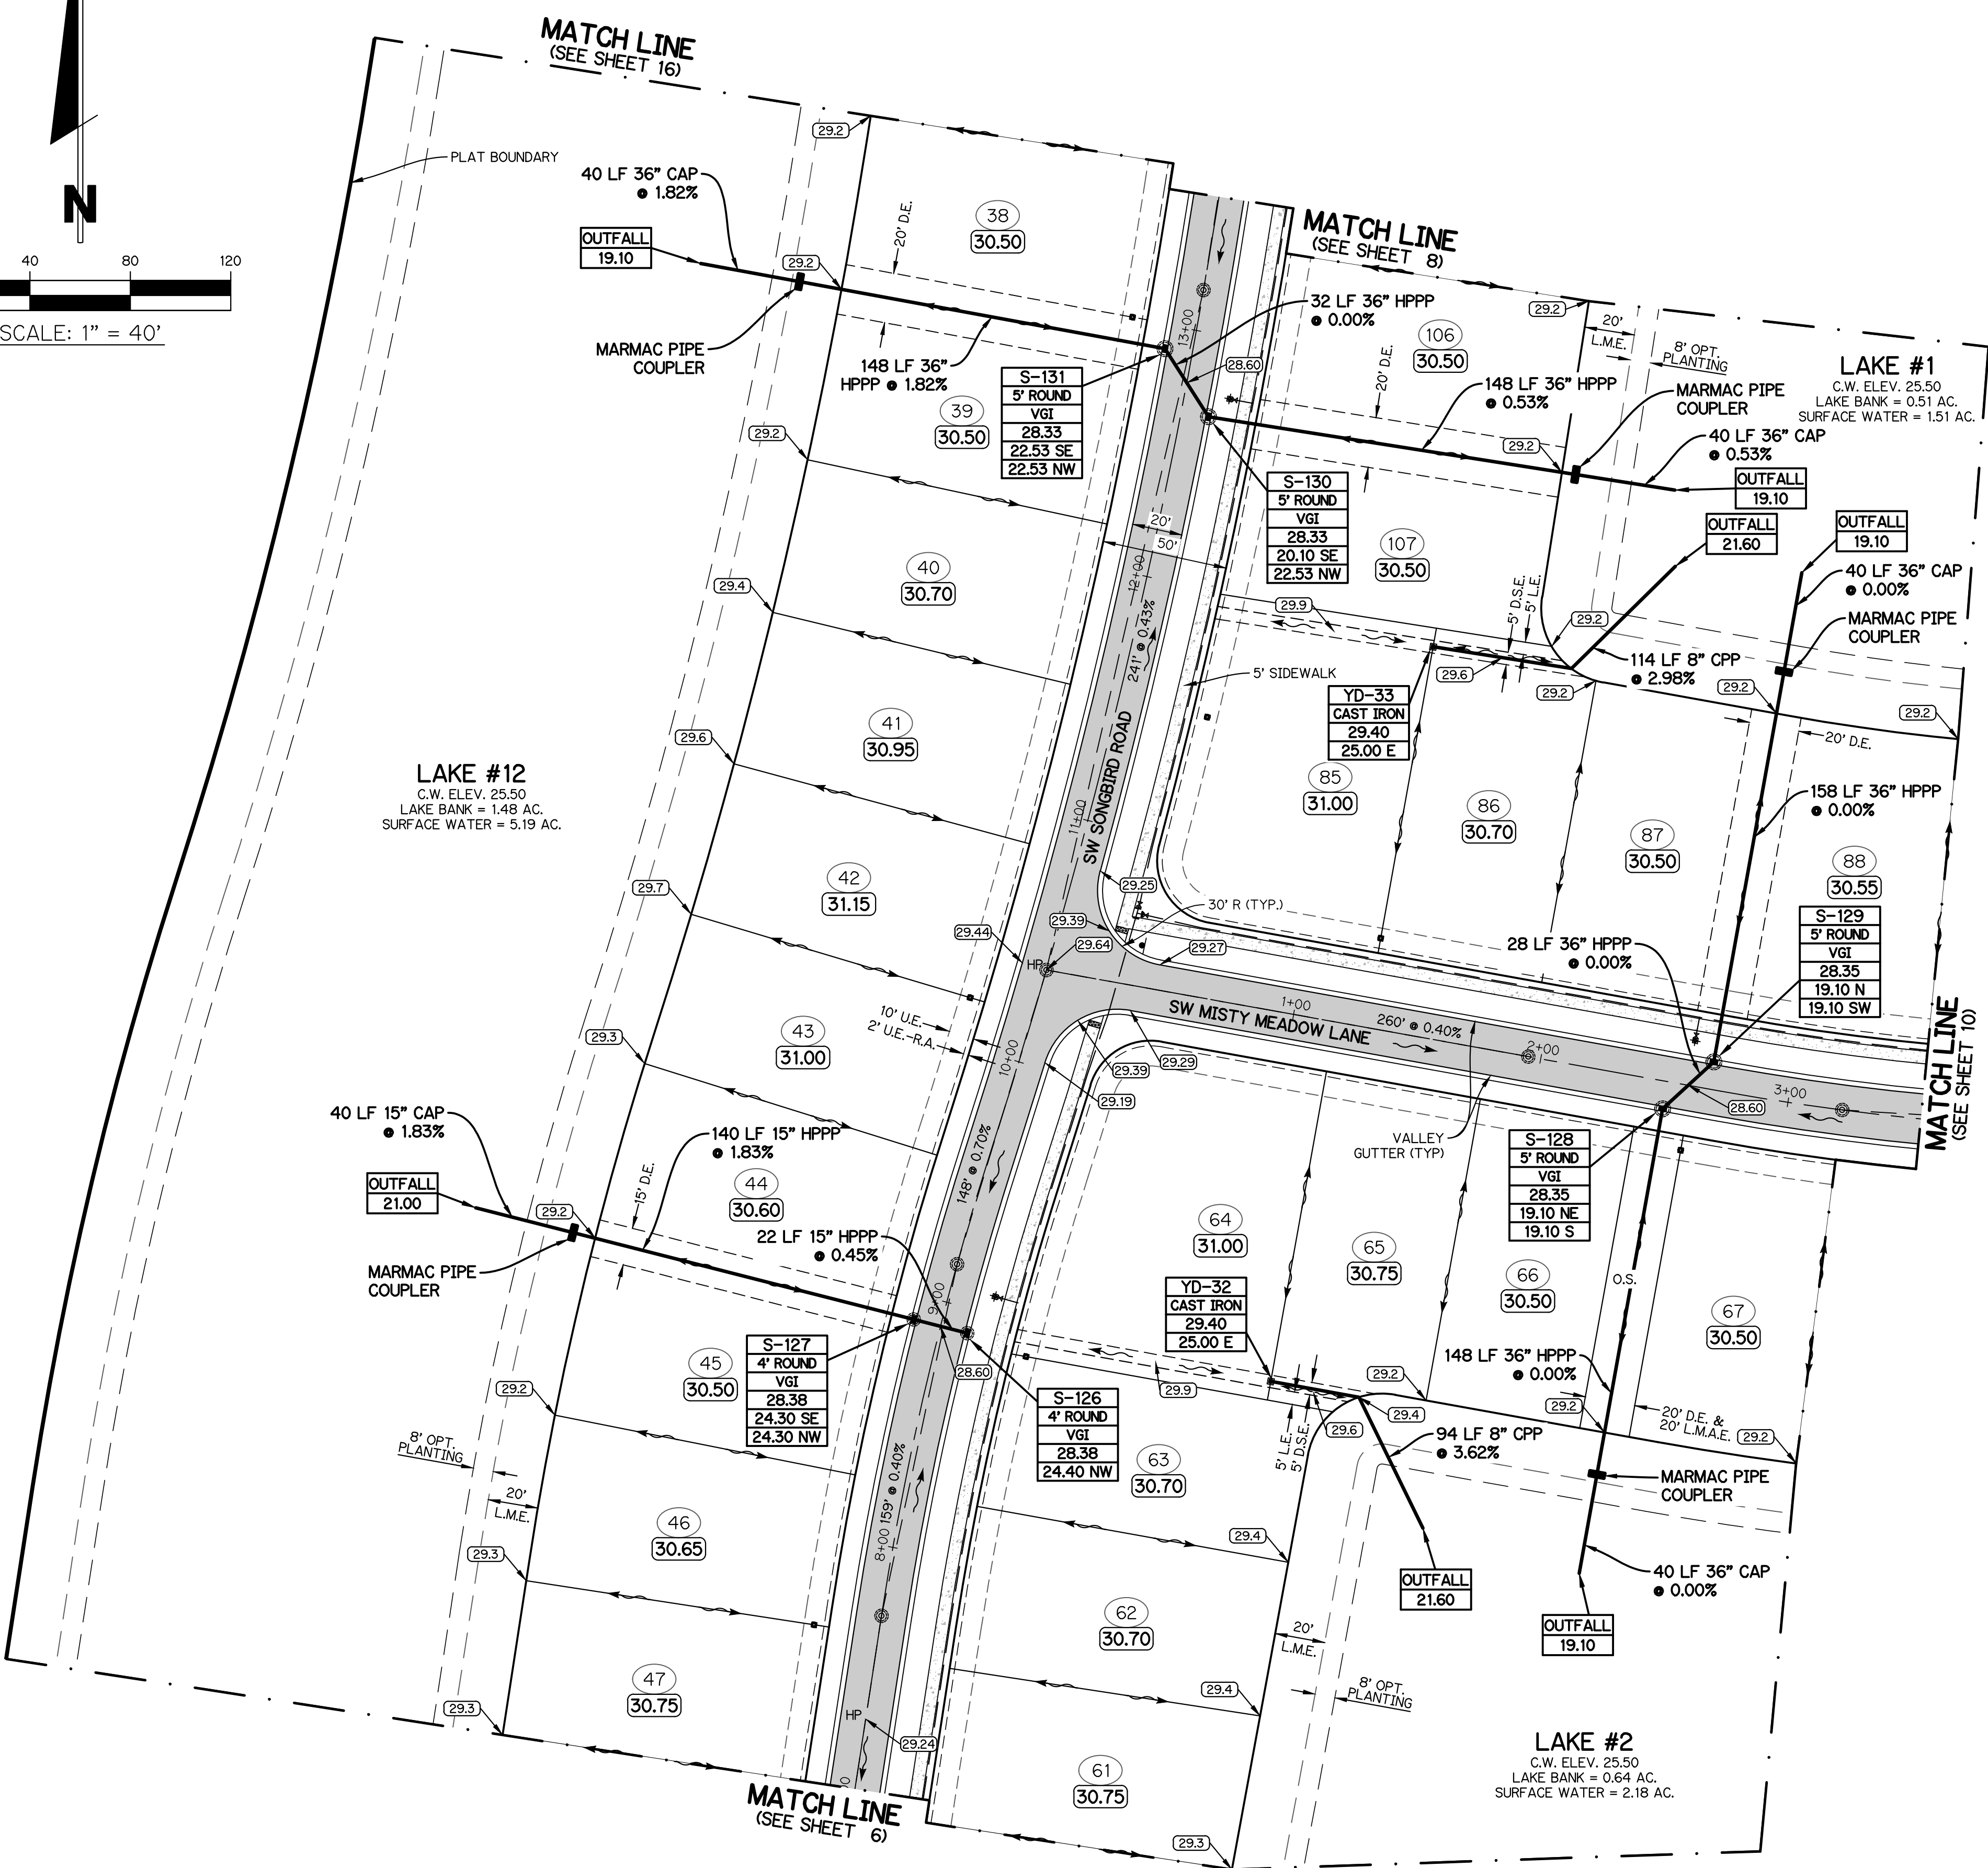 MATCH LINE
(SEE SHEET 16)
PLAT BOUNDARY
N
40 80 120
SCALE: 1" = 40'
40 LF 36" CAP
@ 1.82%
OUTFALL
19.10
MARMAC PIPE
COUPLER
148 LF 36"
HPPP @ 1.82%
29.2
29.2
20' D.E.
38
30.50
39
30.50
S-131
5' ROUND
VGI
28.33
22.53 SE
22.53 NW
13+00
MATCH LINE
(SEE SHEET 8)
32 LF 36" HPPP
@ 0.00%
28.60
106
30.50
20' D.E.
29.2
20'
L.M.E.
8' OPT.
PLANTING
LAKE #1
C.W. ELEV. 25.50
LAKE BANK = 0.51 AC.
SURFACE WATER = 1.51 AC.
148 LF 36" HPPP
@ 0.53%
MARMAC PIPE
COUPLER
29.2
40 LF 36" CAP
@ 0.53%
OUTFALL
19.10
S-130
5' ROUND
VGI
28.33
20.10 SE
22.53 NW
107
30.50
OUTFALL
21.60
OUTFALL
19.10
40 LF 36" CAP
@ 0.00%
MARMAC PIPE
COUPLER
29.2
20'
50'
12+00
40
30.70
29.4
241' @ 0.43%
29.9
5' D.S.E.
5' L.E.
29.2
114 LF 8" CPP
@ 2.98%
29.6
29.2
29.2
29.2
20' D.E.
5' SIDEWALK
YD-33
CAST IRON
29.40
25.00 E
41
30.95
29.6
LAKE #12
C.W. ELEV. 25.50
LAKE BANK = 1.48 AC.
SURFACE WATER = 5.19 AC.
SW SONGBIRD ROAD
11+00
85
31.00
86
30.70
87
30.50
158 LF 36" HPPP
@ 0.00%
88
30.55
42
31.15
29.7
29.25
30' R (TYP.)
29.39
29.44
29.64
29.27
HP
28 LF 36" HPPP
@ 0.00%
S-129
5' ROUND
VGI
28.35
19.10 N
19.10 SW
MATCH LINE
(SEE SHEET 10)
SW MISTY MEADOW LANE
1+00
260' @ 0.40%
2+00
3+00
28.60
43
31.00
29.3
10' U.E.
2' U.E.-R.A.
10+00
29.29
29.39
29.19
VALLEY
GUTTER (TYP)
S-128
5' ROUND
VGI
28.35
19.10 NE
19.10 S
40 LF 15" CAP
@ 1.83%
140 LF 15" HPPP
@ 1.83%
OUTFALL
21.00
29.2
15' D.E.
44
30.60
148' @ 0.70%
22 LF 15" HPPP
@ 0.45%
MARMAC PIPE
COUPLER
9+00
64
31.00
65
30.75
66
30.50
O.S.
67
30.50
YD-32
CAST IRON
29.40
25.00 E
S-127
4' ROUND
VGI
28.38
24.30 SE
24.30 NW
45
30.50
28.60
29.2
S-126
4' ROUND
VGI
28.38
24.40 NW
29.9
5' L.E.
5' D.S.E.
29.6
29.4
29.2
148 LF 36" HPPP
@ 0.00%
29.2
20' D.E. &
20' L.M.A.E.
29.2
94 LF 8" CPP
@ 3.62%
63
30.70
MARMAC PIPE
COUPLER
8' OPT.
PLANTING
20'
L.M.E.
46
30.65
159' @ 0.40%
8+00
29.3
29.4
OUTFALL
21.60
40 LF 36" CAP
@ 0.00%
OUTFALL
19.10
62
30.70
20'
L.M.E.
47
30.75
29.3
HP
29.24
29.4
8' OPT.
PLANTING
61
30.75
29.3
MATCH LINE
(SEE SHEET 6)
LAKE #2
C.W. ELEV. 25.50
LAKE BANK = 0.64 AC.
SURFACE WATER = 2.18 AC.